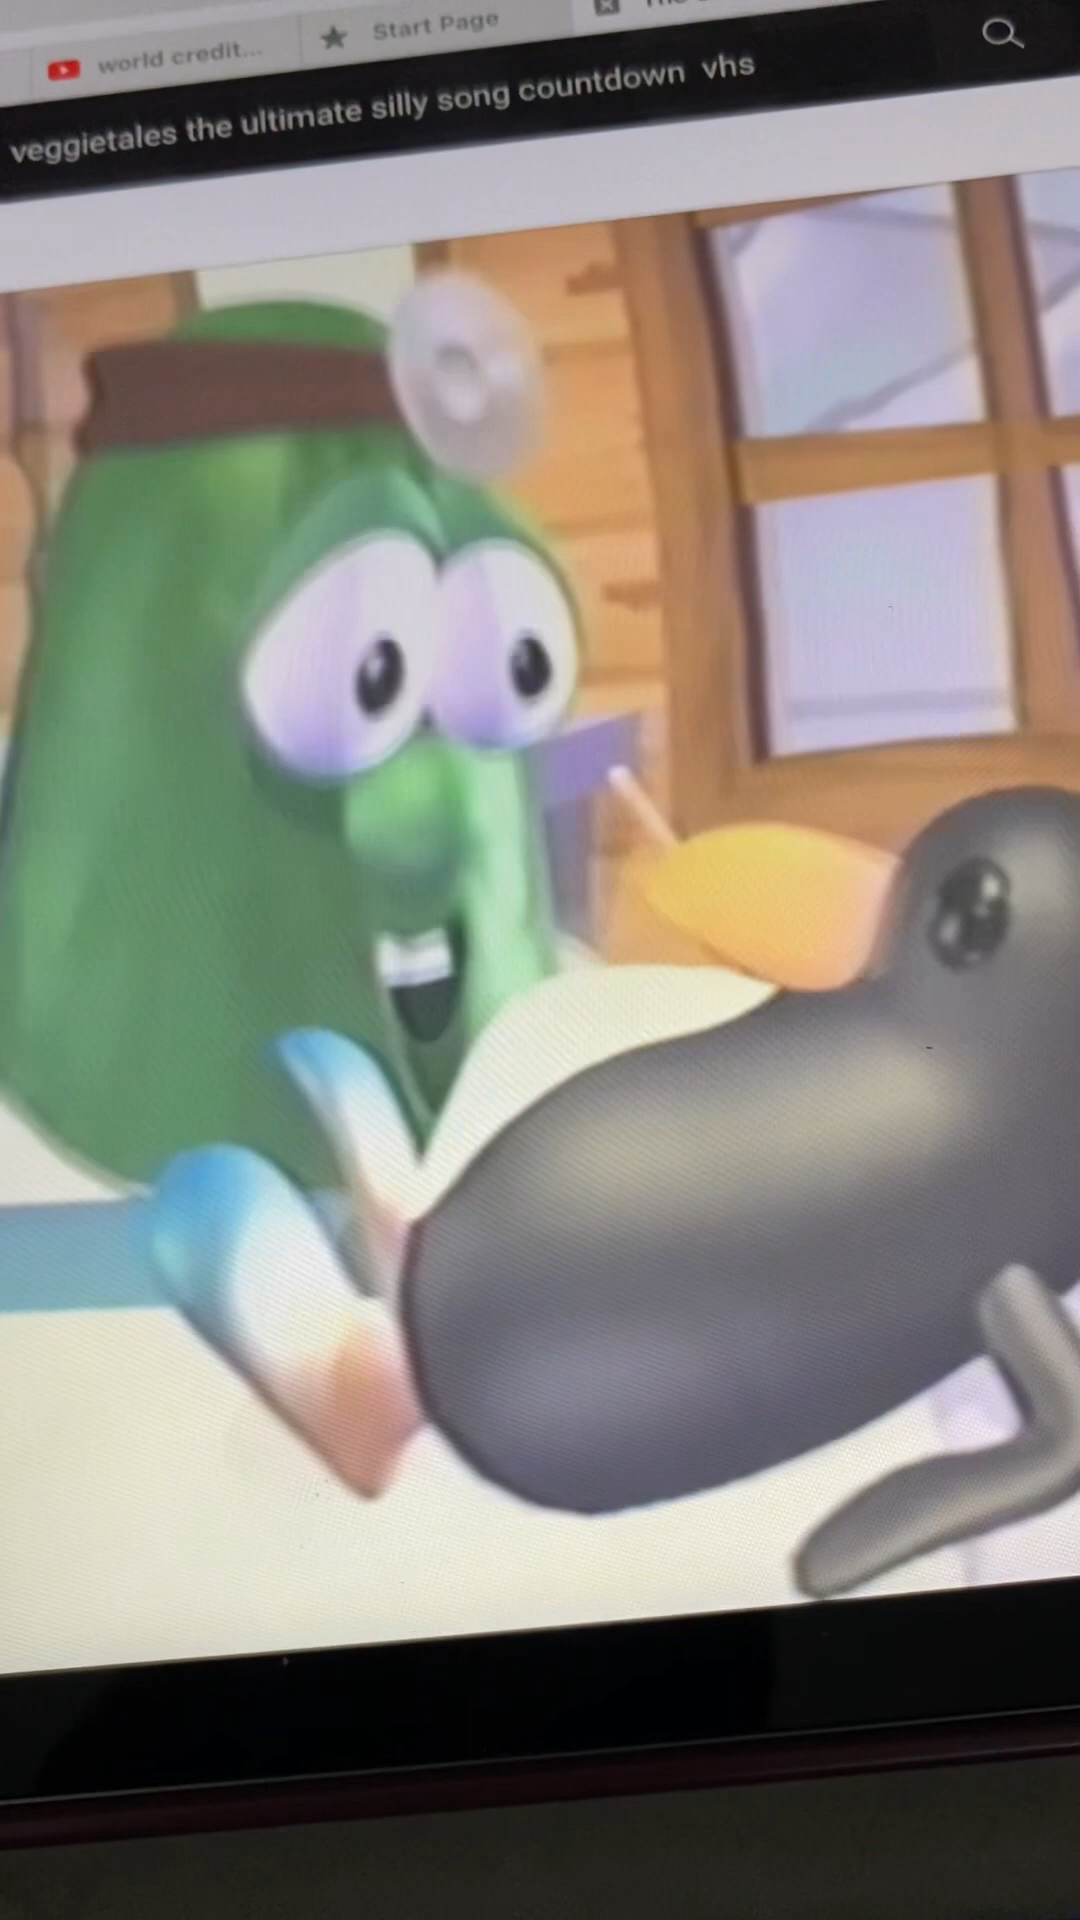 world credit...
Start Page
veggietales the ultimate silly song countdown vhs